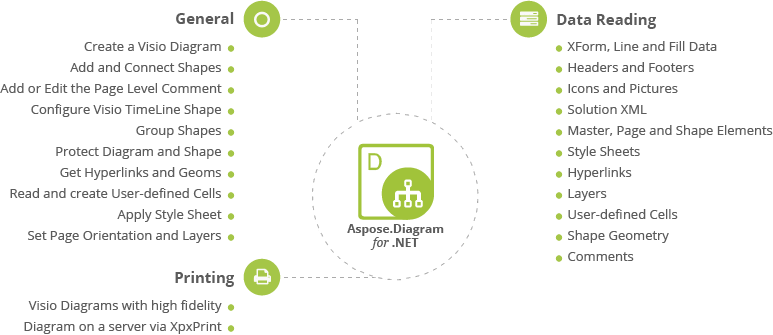 General
Create a Visio Diagram
Add and Connect Shapes
Add or Edit the Page Level Comment
Configure Visio TimeLine Shape
Group Shapes
Protect Diagram and Shape
Get Hyperlinks and Geoms
Read and create User-defined Cells
Apply Style Sheet
Set Page Orientation and Layers
Printing
Visio Diagrams with high fidelity
Diagram on a server via XpxPrint
D
Aspose.Diagram
for .NET
Data Reading
XForm, Line and Fill Data
Headers and Footers
Icons and Pictures
Solution XML
Master, Page and Shape Elements
Style Sheets
Hyperlinks
Layers
User-defined Cells
Shape Geometry
Comments